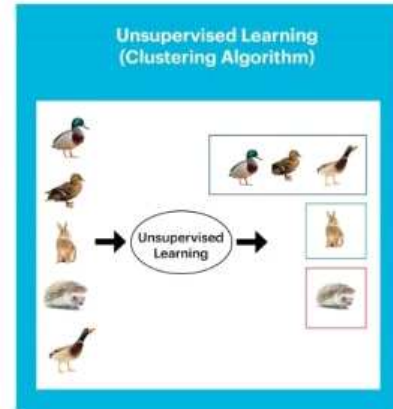 Unsupervised Learning
(Clustering Algorithm)
Unsupervised
Learning